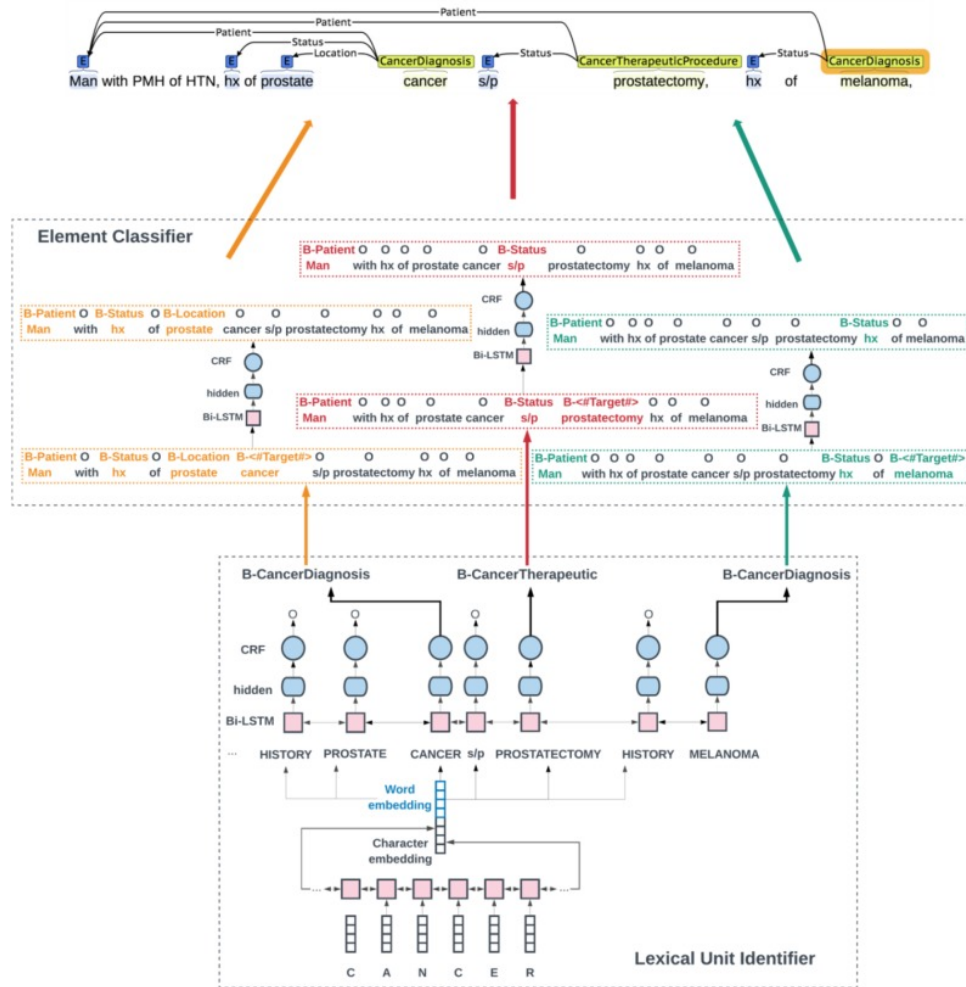 Patient
Patient
Patient
Status
E E E Location CancerDiagnosis E Status CancerTherapeuticProcedure E Status CancerDiagnosis
Man with PMH of HTN, hx of prostate cancer s/p prostatectomy, hx of melanoma,
Element Classifier
B-Patient O O O O O B-Status O O O O
Man with hx of prostate cancer s/p prostatectomy hx of melanoma
CRF
hidden
Bi-LSTM
B-Patient O B-Status O B-Location O O O O O O
Man with hx of prostate cancer s/p prostatectomy hx of melanoma
CRF
hidden
Bi-LSTM
B-Patient O O O O O O O B-Status O O
Man with hx of prostate cancer s/p prostatectomy hx of melanoma
CRF
hidden
Bi-LSTM
B-Patient O O O O O B-Status B-<#Target#> O O O
Man with hx of prostate cancer s/p prostatectomy hx of melanoma
B-Patient O B-Status O B-Location B-<#Target#> O O O O O
Man with hx of prostate cancer s/p prostatectomy hx of melanoma
B-Patient O O O O O O O B-Status O B-<#Target#>
Man with hx of prostate cancer s/p prostatectomy hx of melanoma
B-CancerDiagnosis B-CancerTherapeutic B-CancerDiagnosis
O O O O
CRF
hidden
Bi-LSTM
... HISTORY PROSTATE CANCER s/p PROSTATECTOMY HISTORY MELANOMA
Word
embedding
Character
embedding
... ...
C A N C E R
Lexical Unit Identifier